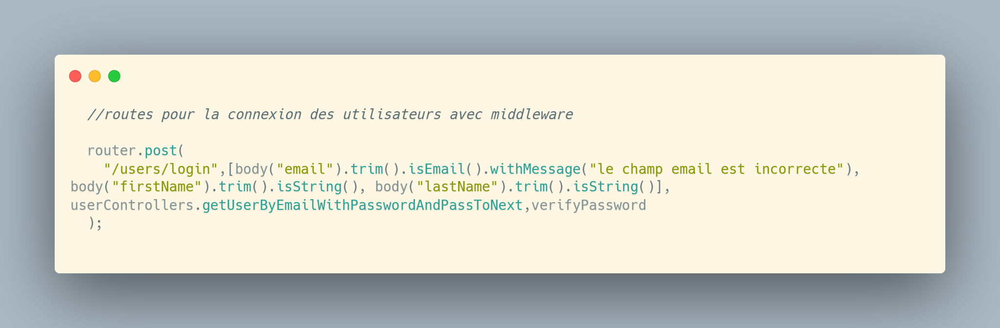 //routes pour la connexion des utilisateurs avec middleware
router.post(
"/users/login",[body("email").trim().isEmail().withMessage("le champ email est incorrecte"),
body("firstName").trim().isString(), body("lastName").trim().isString()],
userControllers.getUserByEmailWithPasswordAndPassToNext,verifyPassword
);